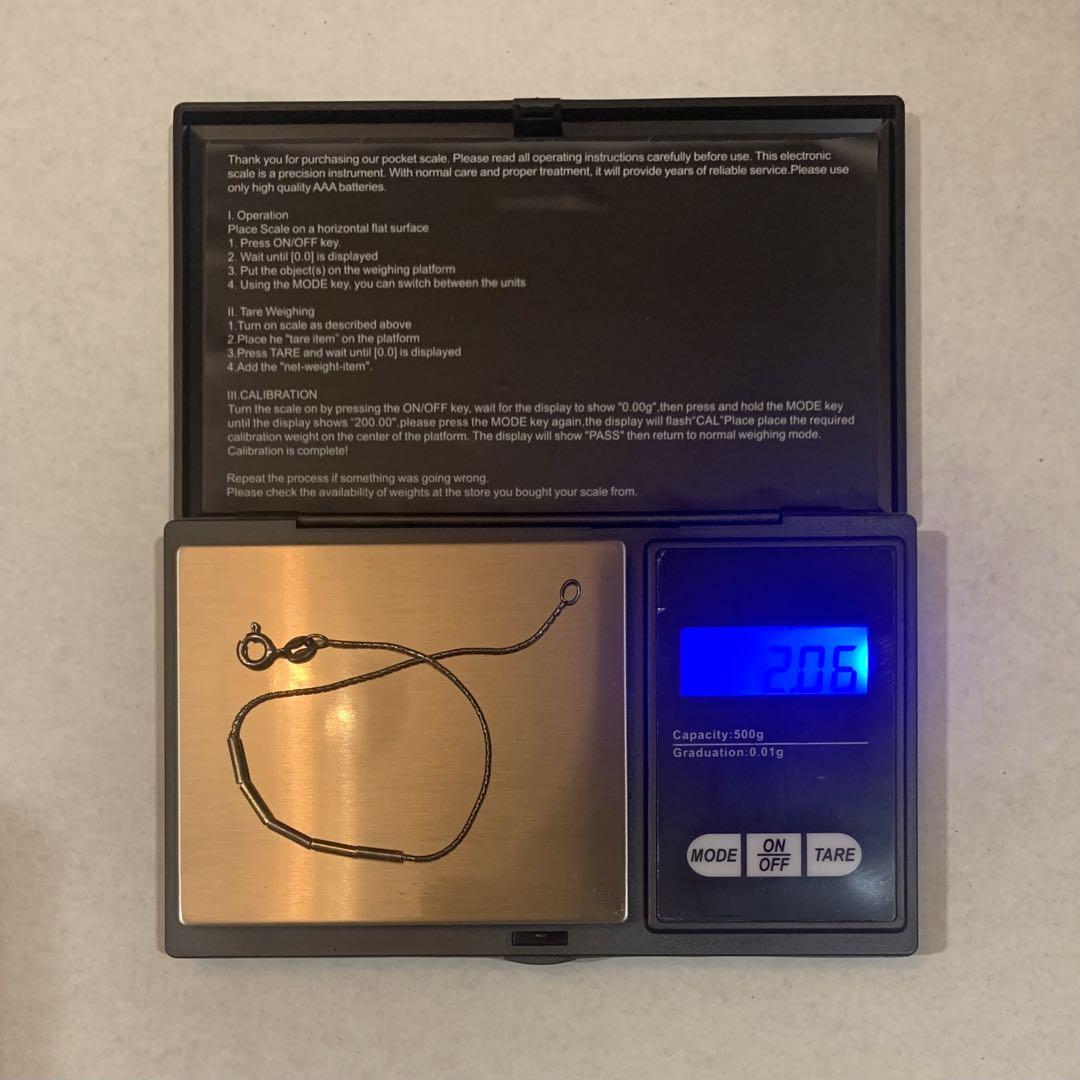 Thank you for purchasing our pocket scale. Please read all operating instructions carefully before use. This electronic
scale is a precision instrument. With normal care and proper treatment, it will provide years of reliable service.Please use
only high quality AAA batteries.
I. Operation
Place Scale on a horizontal flat surface
1. Press ON/OFF key.
2. Wait until [0.0] is displayed
3. Put the object(s) on the weighing platform
4. Using the MODE key, you can switch between the units
II. Tare Weighing
1.Turn on scale as described above
2.Place he "tare item" on the platform
3.Press TARE and wait until [0.0] is displayed
4.Add the "net-weight-item".
III.CALIBRATION
Turn the scale on by pressing the ON/OFF key, wait for the display to show "0.00g",then press and hold the MODE key
until the display shows "200.00",please press the MODE key again,the display will flash"CAL"Place place the required
calibration weight on the center of the platform. The display will show "PASS" then return to normal weighing mode.
Calibration is complete!
Repeat the process if something was going wrong.
Please check the availability of weights at the store you bought your scale from.
2.06
Capacity:500g
Graduation:0.01g
MODE
ON
OFF
TARE